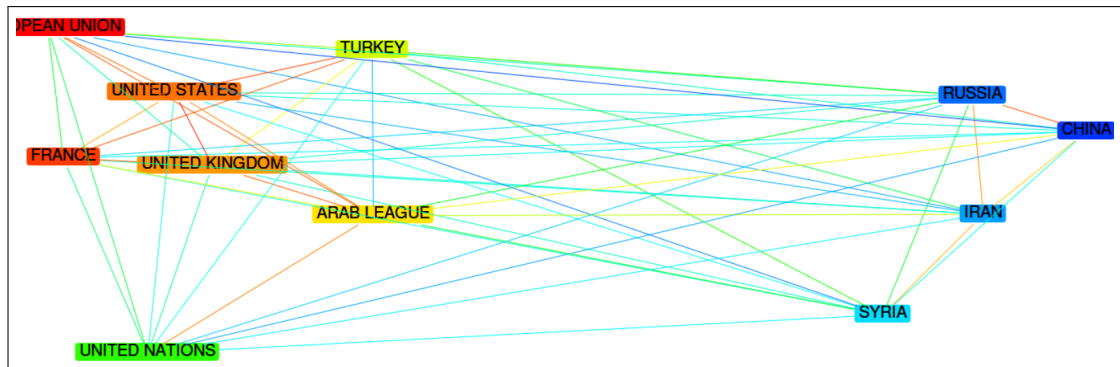 OPEAN UNION
TURKEY
UNITED STATES
RUSSIA
CHINA
FRANCE
UNITED KINGDOM
ARAB LEAGUE
IRAN
SYRIA
UNITED NATIONS